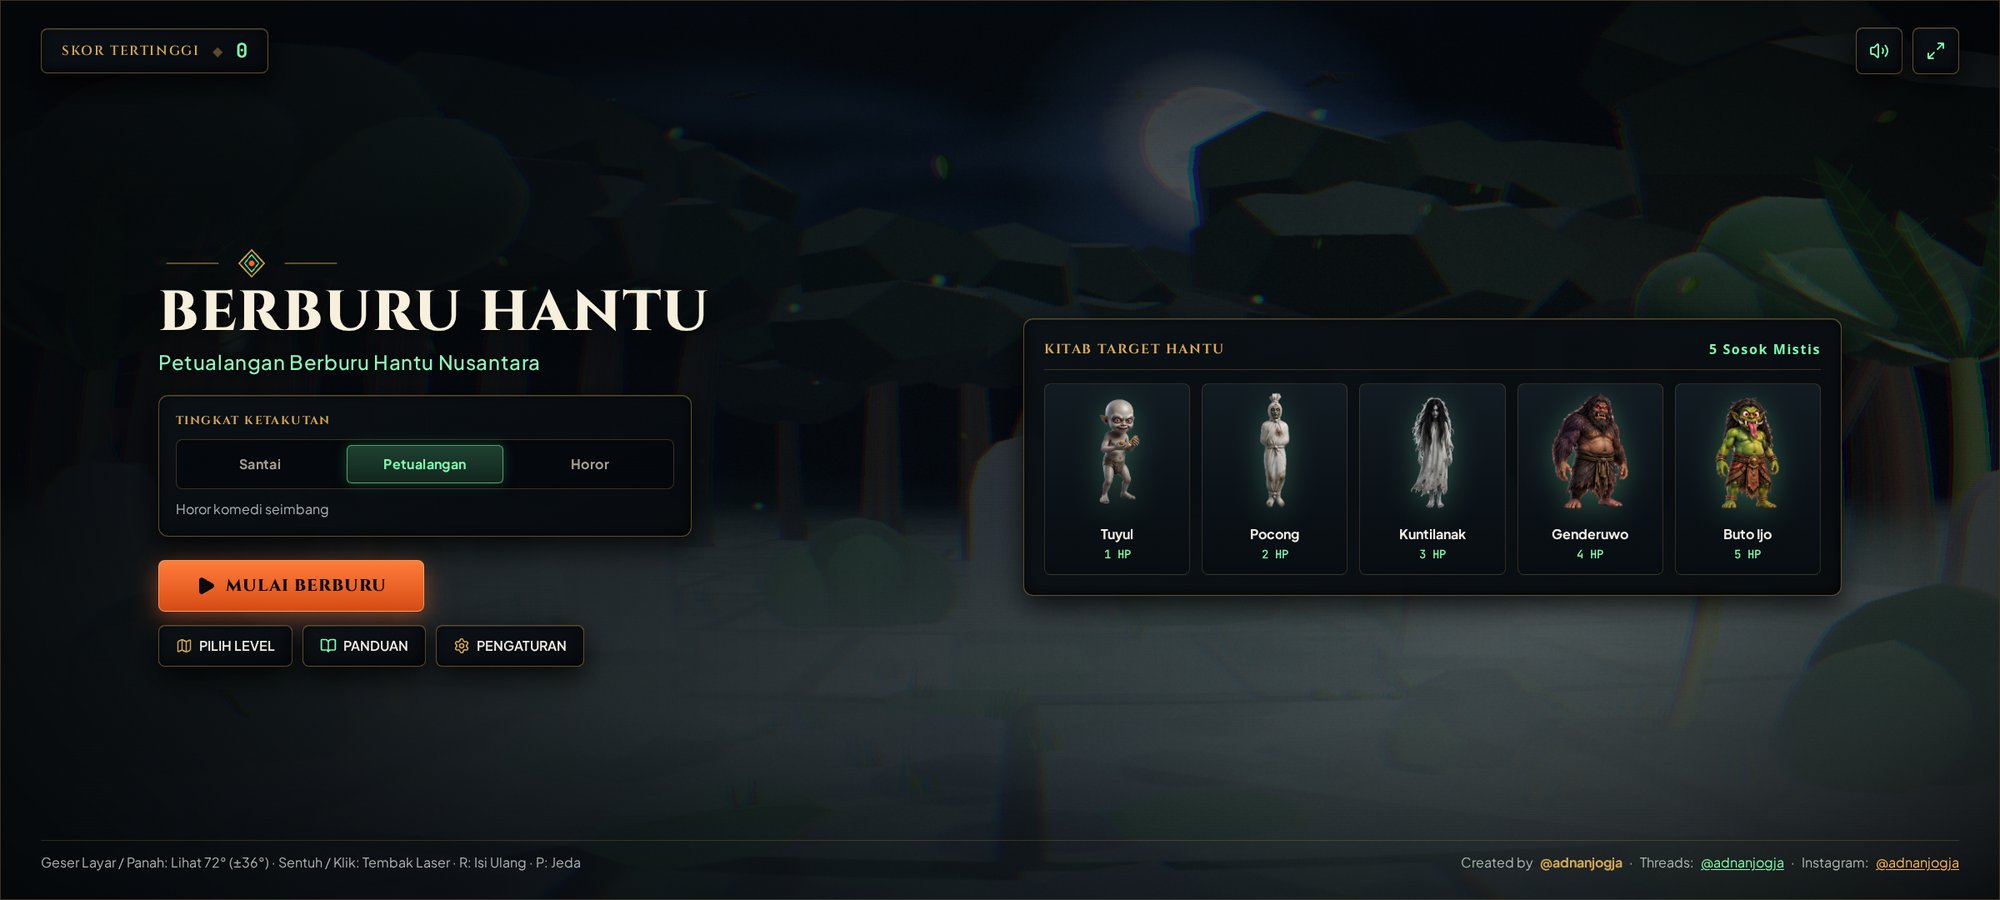 SKOR TERTINGGI ◆ 0
BERBURU HANTU
Petualangan Berburu Hantu Nusantara
TINGKAT KETAKUTAN
Santai Petualangan Horor
Horor komedi seimbang
MULAI BERBURU
PILIH LEVEL PANDUAN PENGATURAN
KITAB TARGET HANTU 5 Sosok Mistis
Tuyul Pocong Kuntilanak Genderuwo Buto Ijo
1 HP 2 HP 3 HP 4 HP 5 HP
Geser Layar / Panah: Lihat 72° (±36°) · Sentuh / Klik: Tembak Laser · R: Isi Ulang · P: Jeda
Created by @adnanjogja · Threads: @adnanjogja · Instagram: @adnanjogja